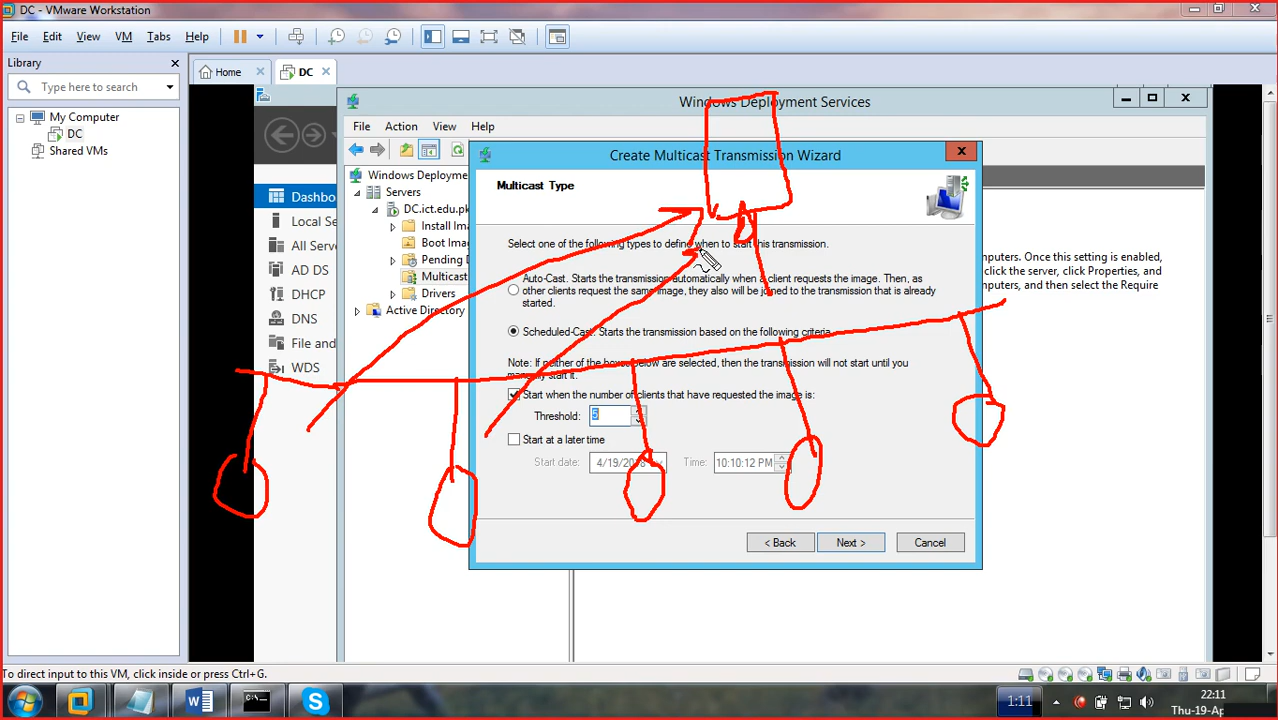 DC - VMware Workstation
File Edit View VM Tabs Help
Library
Type here to search
My Computer
DC
Shared VMs
Home
DC
Windows Deployment Services
File Action View Help
Dashbo
Local Se
All Serv
AD DS
DHCP
DNS
File and
WDS
Windows Deployme
Servers
DC.ict.edu.pk
Install Ima
Boot Imag
Pending D
Multicast
Drivers
Active Directory
Create Multicast Transmission Wizard
Multicast Type
Select one of the following types to define when to start this transmission.
Auto-Cast. Starts the transmission automatically when a client requests the image. Then, as
other clients request the same image, they also will be joined to the transmission that is already
started.
Scheduled-Cast. Starts the transmission based on the following criteria.
Note: If neither of the boxes below are selected, then the transmission will not start until you
manually start it.
Start when the number of clients that have requested the image is:
Threshold: 5
Start at a later time
Start date: 4/19/2018 Time: 10:10:12 PM
< Back Next > Cancel
mputers. Once this setting is enabled,
click the server, click Properties, and
mputers, and then select the Require
To direct input to this VM, click inside or press Ctrl+G.
1:11
22:11
Thu-19-Apr